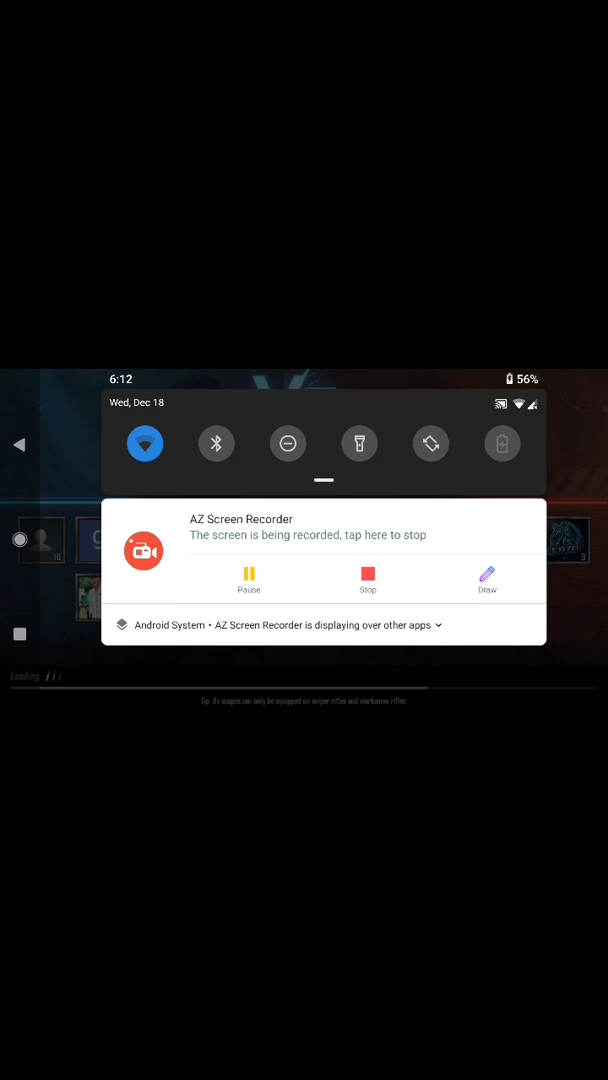 6:12
56%
Wed, Dec 18
AZ Screen Recorder
The screen is being recorded, tap here to stop
Pause
Stop
Draw
10
3
Android System • AZ Screen Recorder is displaying over other apps
Loading
Tip: 8x scopes can only be equipped on sniper rifles and marksman rifles